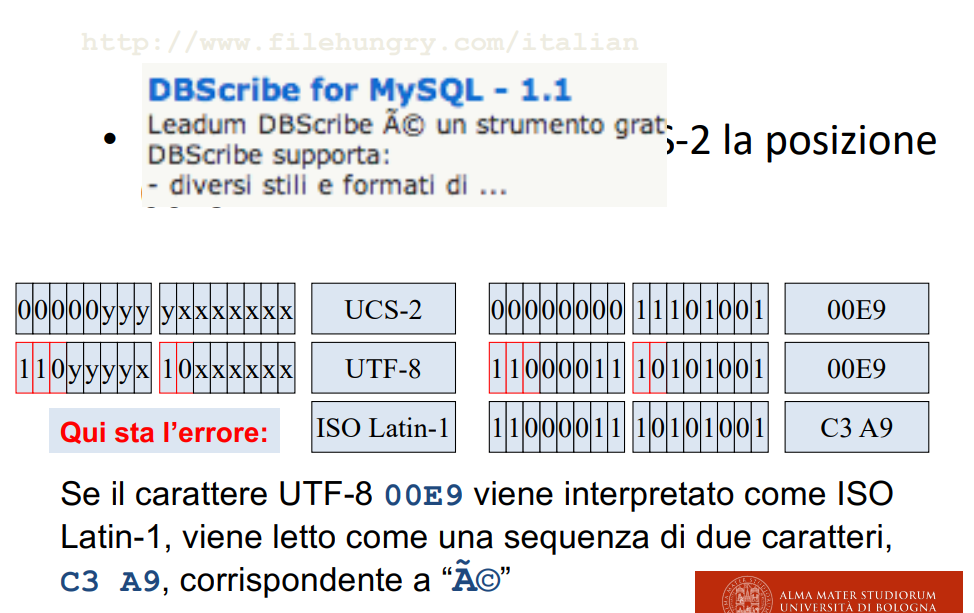 http://www.filehungry.com/italian
DBScribe for MySQL - 1.1
• Leadum DBScribe Ã© un strumento grat -2 la posizione
DBScribe supporta:
- diversi stili e formati di ...
00000yyy yxxxxxxx UCS-2 00000000 11101001 00E9
110yyyyx 10xxxxxx UTF-8 11000011 10101001 00E9
Qui sta l'errore: ISO Latin-1 11000011 10101001 C3 A9
Se il carattere UTF-8 00E9 viene interpretato come ISO
Latin-1, viene letto come una sequenza di due caratteri,
C3 A9, corrispondente a “Ã©”
ALMA MATER STUDIORUM
UNIVERSITÀ DI BOLOGNA